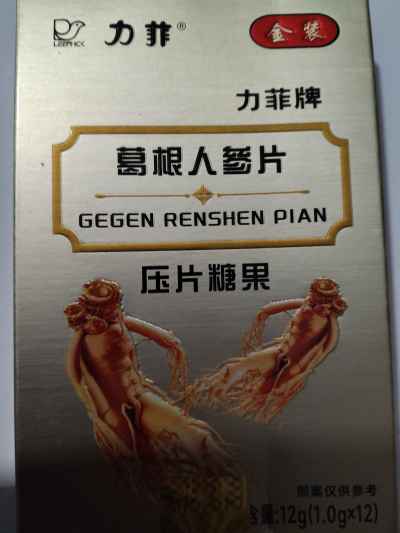 力菲®
金装
力菲牌
葛根人参片
GEGEN RENSHEN PIAN
压片糖果
图案仅供参考
含量:12g(1.0g×12)